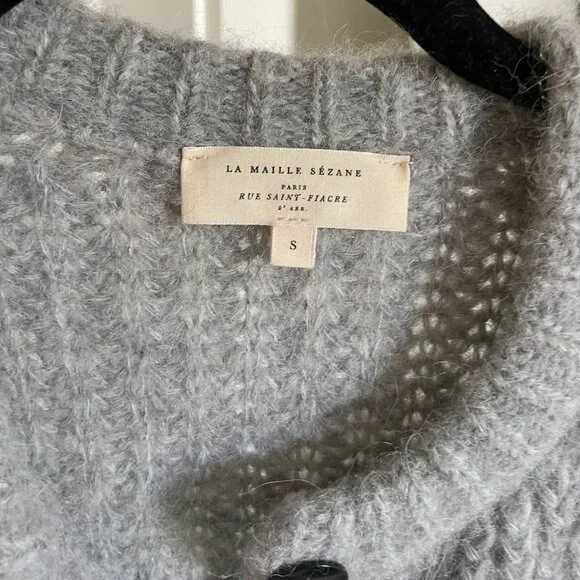 LA MAILLE SÉZANE
PARIS
RUE SAINT-FIACRE
2ᵉ ARR.
S